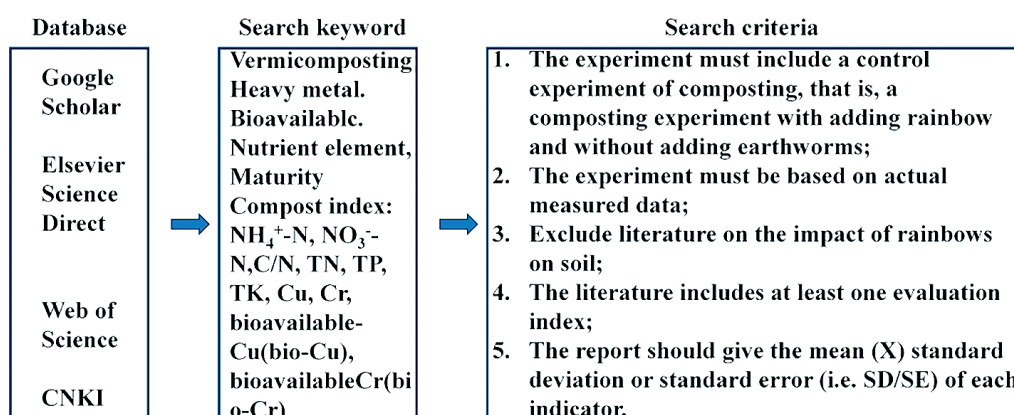 Database
Google
Scholar
Elsevier
Science
Direct
Web of
Science
CNKI
Search keyword
Vermicomposting
Heavy metal.
Bioavailablc.
Nutrient element,
Maturity
Compost index:
NH₄⁺-N, NO₃⁻-
N,C/N, TN, TP,
TK, Cu, Cr,
bioavailable-
Cu(bio-Cu),
bioavailableCr(bi
o-Cr)
Search criteria
1. The experiment must include a control
experiment of composting, that is, a
composting experiment with adding rainbow
and without adding earthworms;
2. The experiment must be based on actual
measured data;
3. Exclude literature on the impact of rainbows
on soil;
4. The literature includes at least one evaluation
index;
5. The report should give the mean (X) standard
deviation or standard error (i.e. SD/SE) of each
indicator.